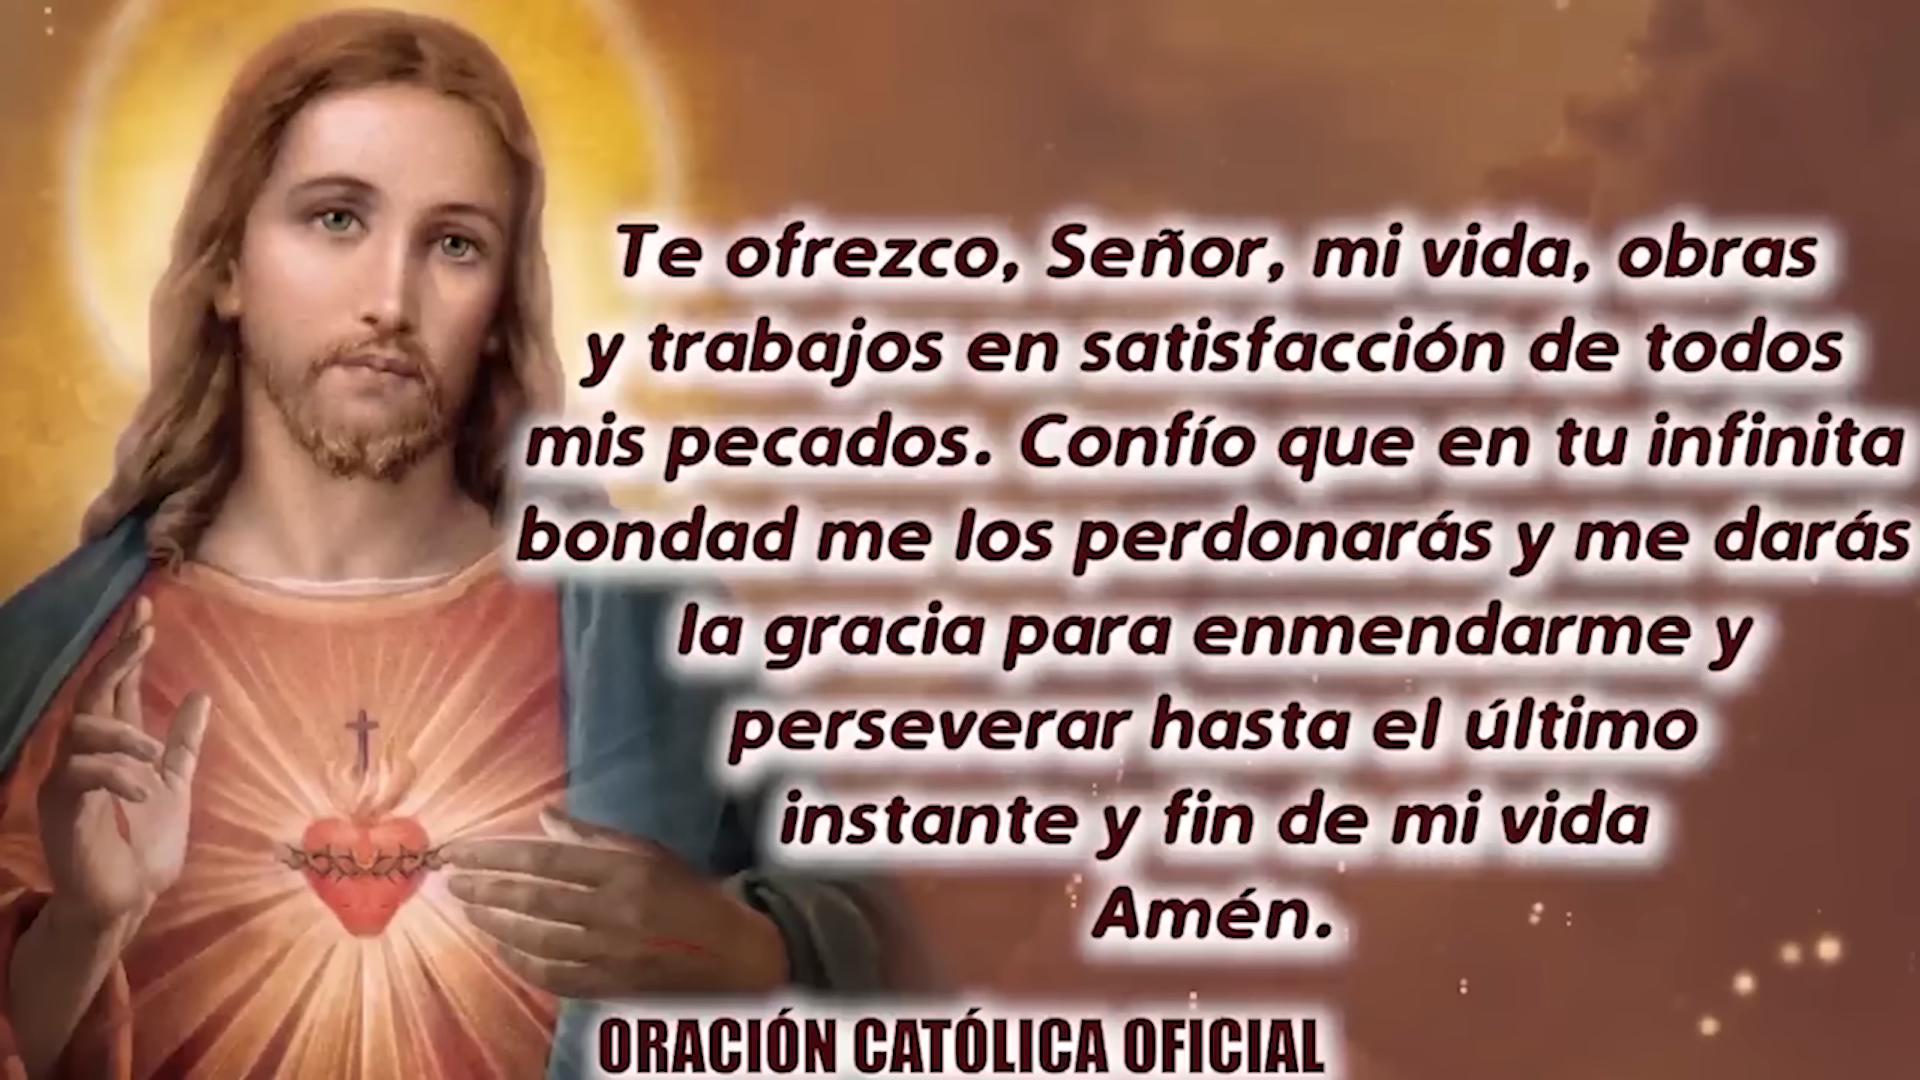 Te ofrezco, Señor, mi vida, obras
y trabajos en satisfacción de todos
mis pecados. Confío que en tu infinita
bondad me los perdonarás y me darás
la gracia para enmendarme y
perseverar hasta el último
instante y fin de mi vida
Amén.
ORACIÓN CATÓLICA OFICIAL